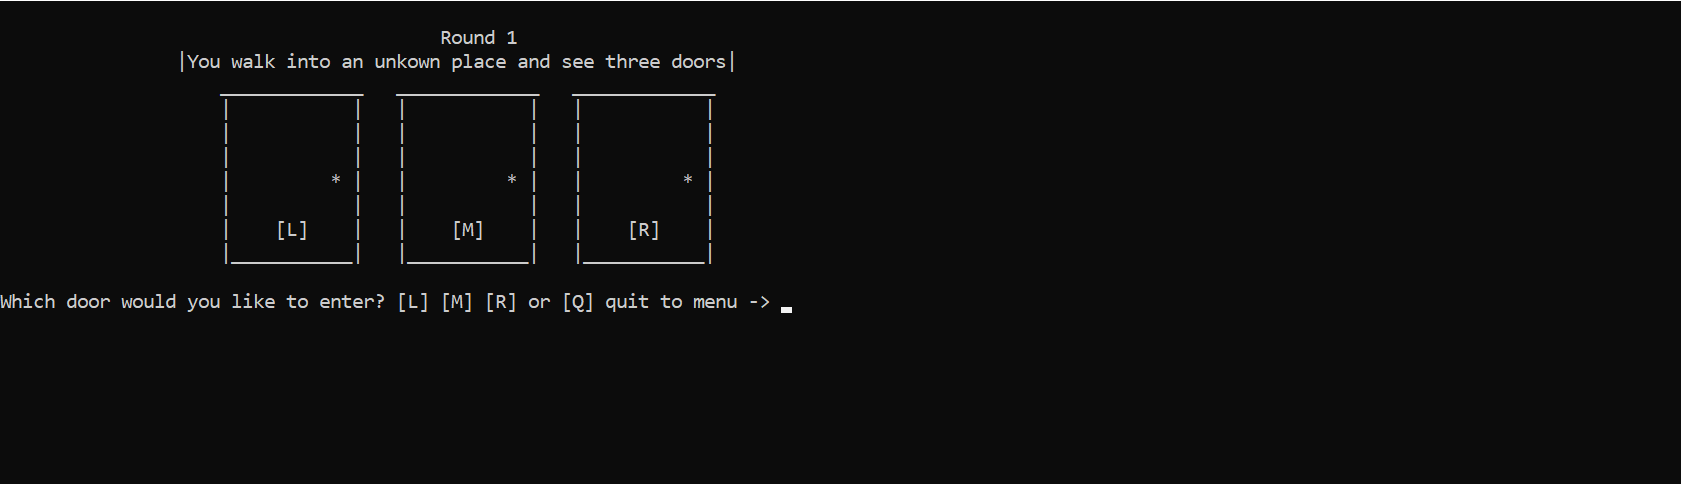 Round 1
|You walk into an unkown place and see three doors|
* * *
[L] [M] [R]
Which door would you like to enter? [L] [M] [R] or [Q] quit to menu ->